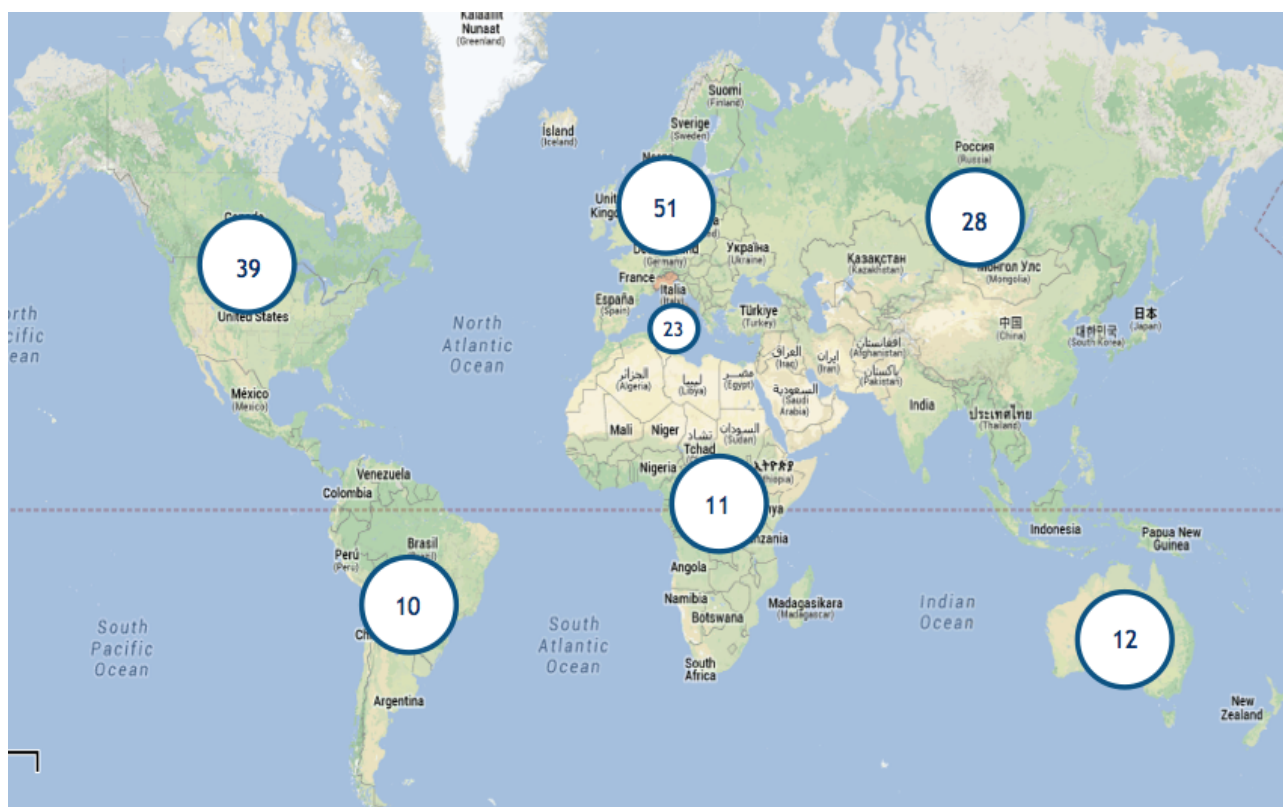 Kalaallit
Nunaat
(Greenland)
Suomi
(Finland)
Ísland
(Iceland)
Sverige
(Sweden)
Россия
(Russia)
51
28
39
Україна
(Ukraine)
(Germany)
Қазақстан
(Kazakhstan)
Монгол Улс
(Mongolia)
France
Italia
España
(Spain)
23
Türkiye
(Turkey)
United States
North
Atlantic
Ocean
中国
(China)
대한민국
(South Korea)
日本
(Japan)
العراق
(Iraq)
ایران
(Iran)
افغانستان
(Afghanistan)
پاکستان
(Pakistan)
México
(Mexico)
الجزائر
(Algeria)
ليبيا
(Libya)
مصر
(Egypt)
السعودية
(Saudi
Arabia)
India
ประเทศไทย
(Thailand)
Mali
Niger
تشاد
Tchad
السودان
(Sudan)
Nigeria
Venezuela
Colombia
11
Indonesia
Papua New
Guinea
Perú
(Peru)
Brasil
Angola
10
Namibia
Botswana
Madagasikara
(Madagascar)
Indian
Ocean
South
Pacific
Ocean
South
Atlantic
Ocean
12
South
Africa
Argentina
New
Zealand